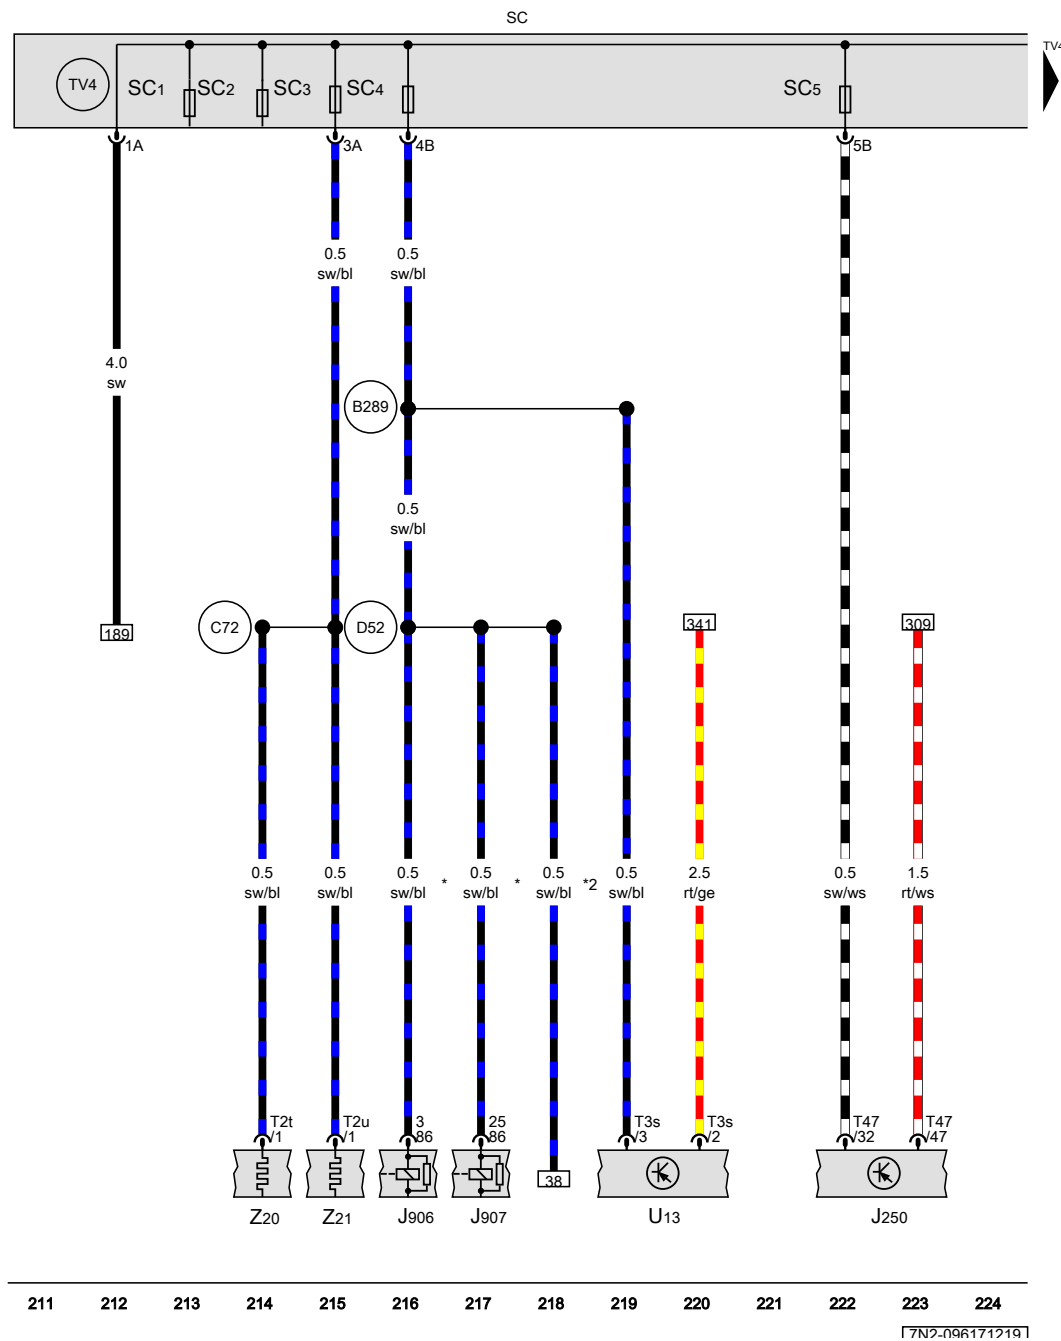 SC
TV4
TV4 SC1 SC2 SC3 SC4 SC5
1A 3A 4B 5B
0.5 0.5
sw/bl sw/bl
4.0
sw
B289
0.5
sw/bl
C72 D52
189 341 309
0.5 0.5 0.5 0.5 0.5 0.5 2.5 0.5 1.5
sw/bl sw/bl sw/bl * sw/bl * sw/bl *2 sw/bl rt/ge sw/ws rt/ws
T2t T2u 3 25 T3s T3s T47 T47
/1 /1 /86 /86 /3 /2 /32 /47
38
Z20 Z21 J906 J907 U13 J250
211 212 213 214 215 216 217 218 219 220 221 222 223 224
7N2-096171219